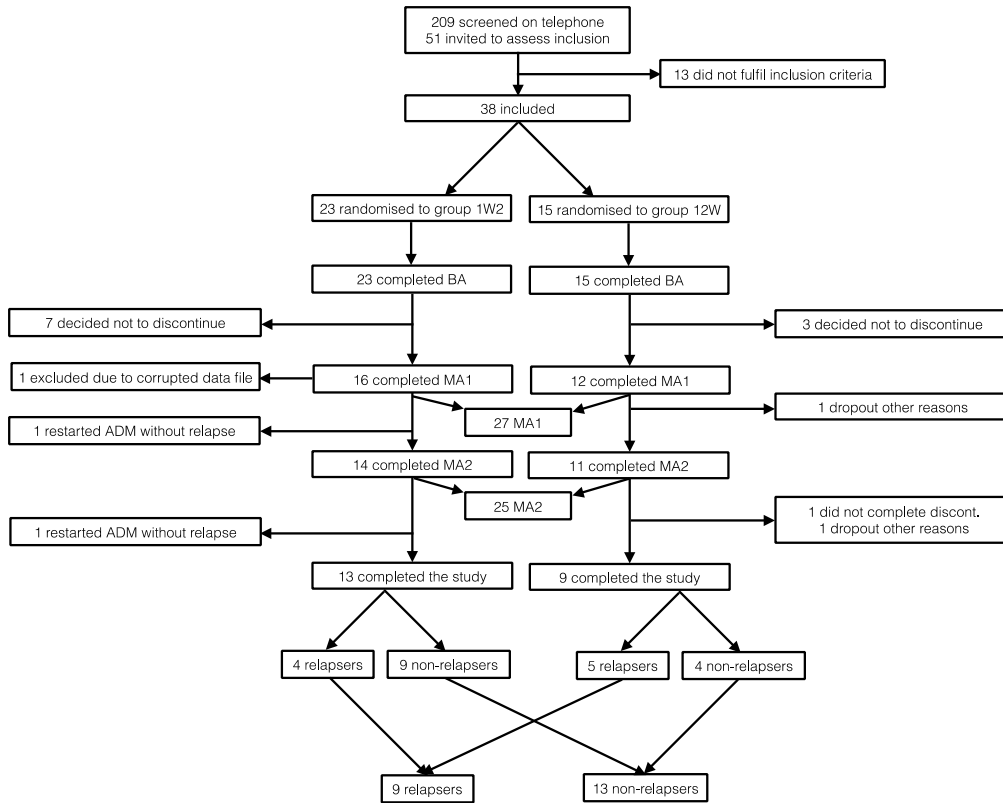 209 screened on telephone
51 invited to assess inclusion
13 did not fulfil inclusion criteria
38 included
23 randomised to group 1W2
15 randomised to group 12W
23 completed BA
15 completed BA
7 decided not to discontinue
3 decided not to discontinue
1 excluded due to corrupted data file
16 completed MA1
12 completed MA1
27 MA1
1 dropout other reasons
1 restarted ADM without relapse
14 completed MA2
11 completed MA2
25 MA2
1 restarted ADM without relapse
1 did not complete discont.
1 dropout other reasons
13 completed the study
9 completed the study
4 relapsers
9 non-relapsers
5 relapsers
4 non-relapsers
9 relapsers
13 non-relapsers